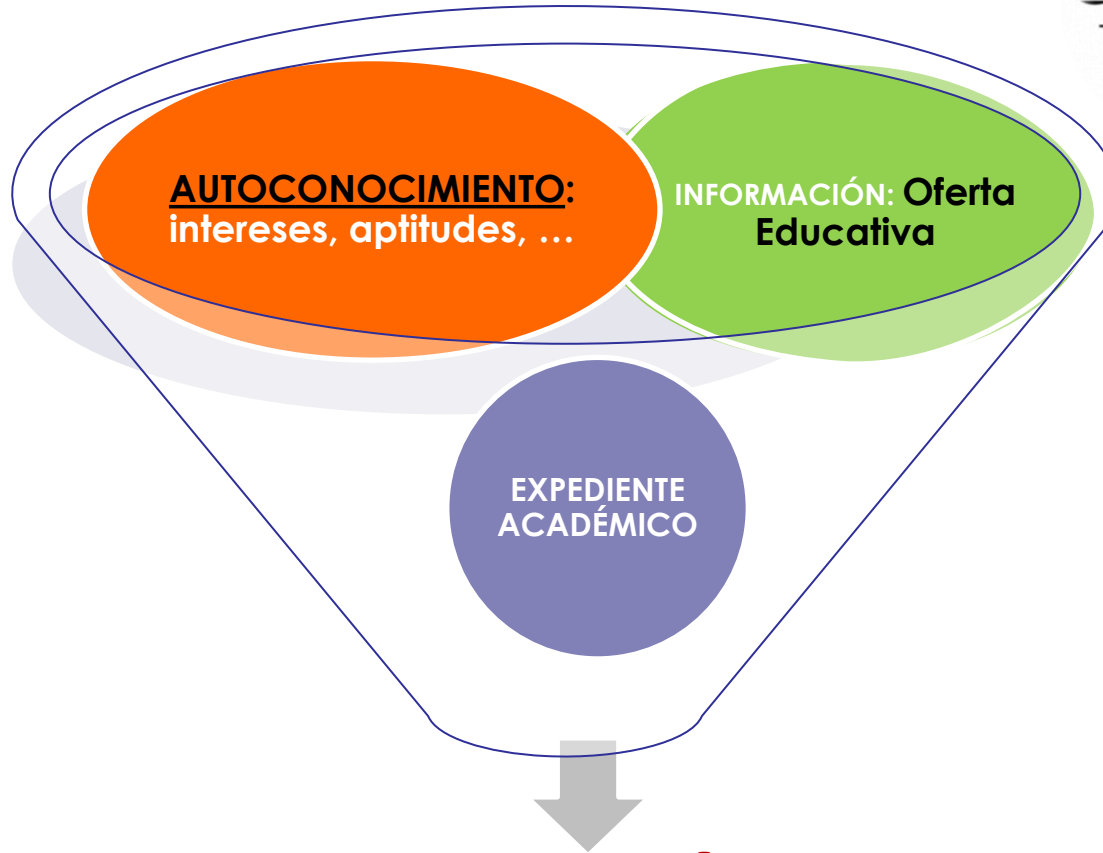 AUTOCONOCIMIENTO:
intereses, aptitudes, ...
INFORMACIÓN: Oferta
Educativa
EXPEDIENTE
ACADÉMICO